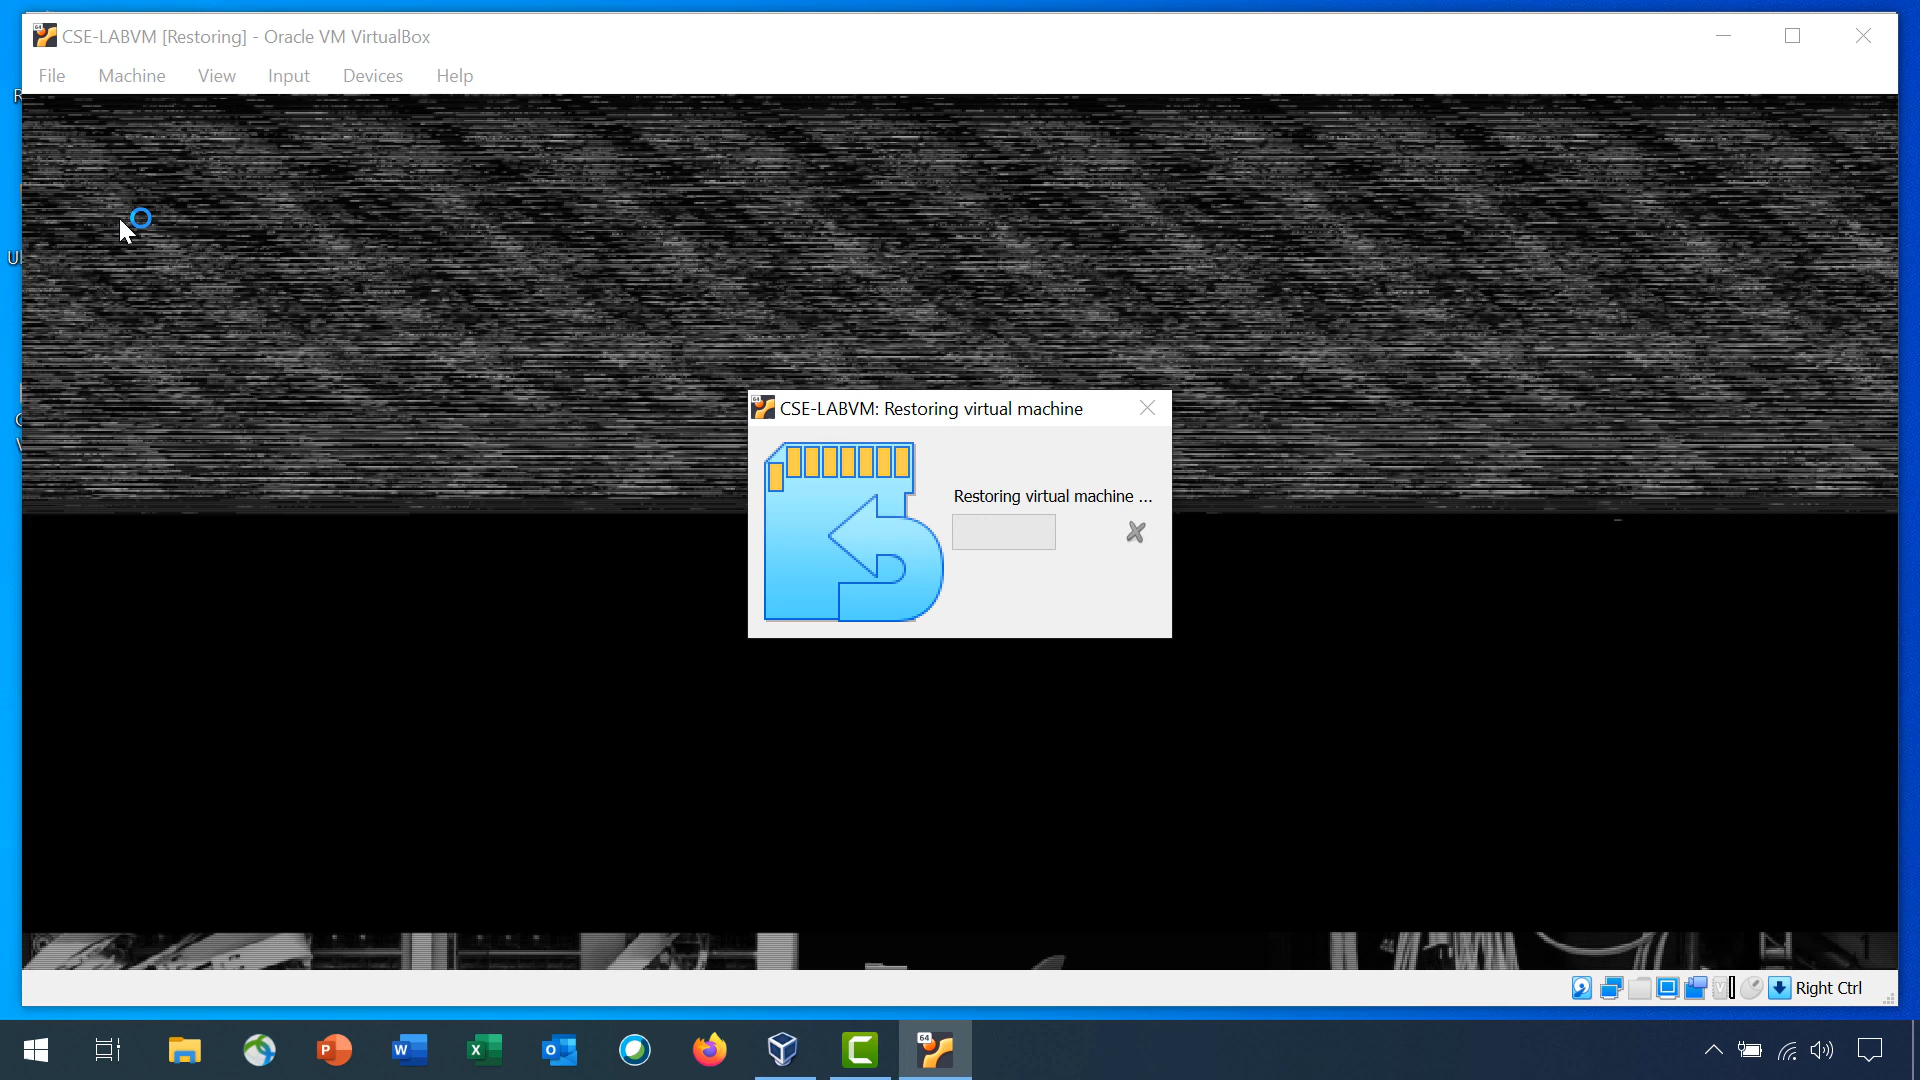 CSE-LABVM [Restoring] - Oracle VM VirtualBox
File Machine View Input Devices Help
R
CSE-LABVM: Restoring virtual machine
Restoring virtual machine ...
Right Ctrl